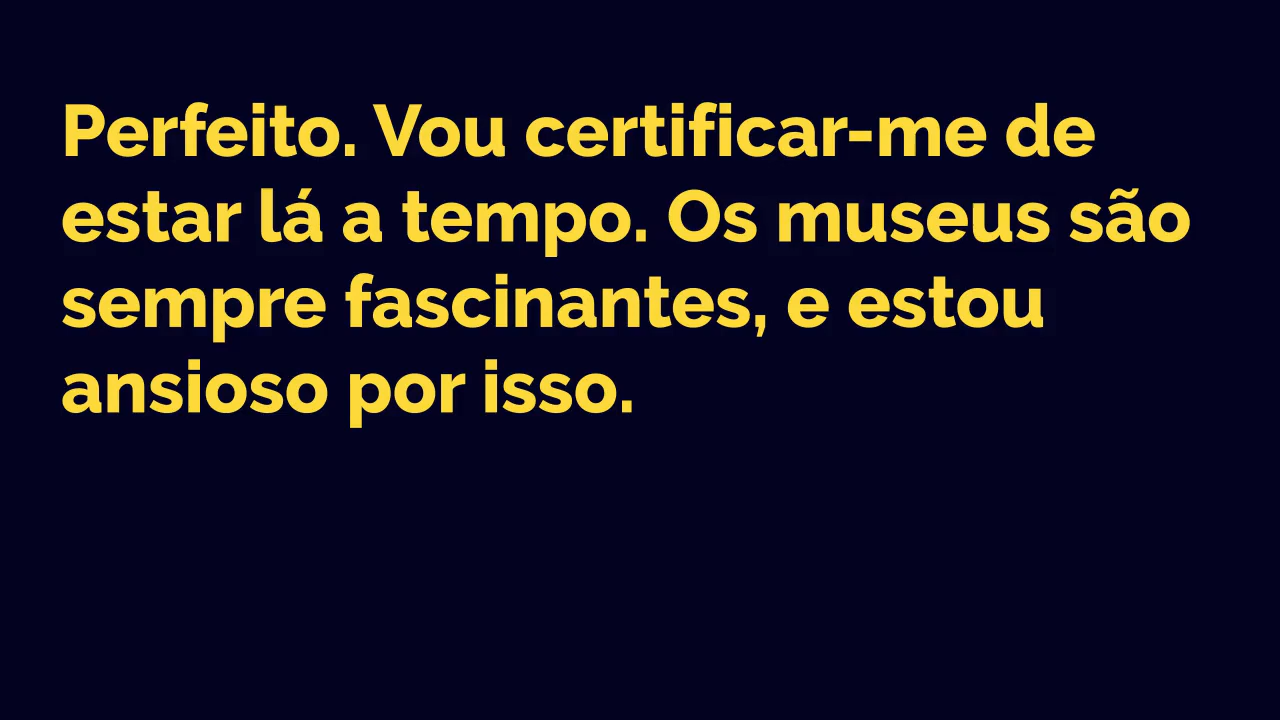 Perfeito. Vou certificar-me de
estar lá a tempo. Os museus são
sempre fascinantes, e estou
ansioso por isso.